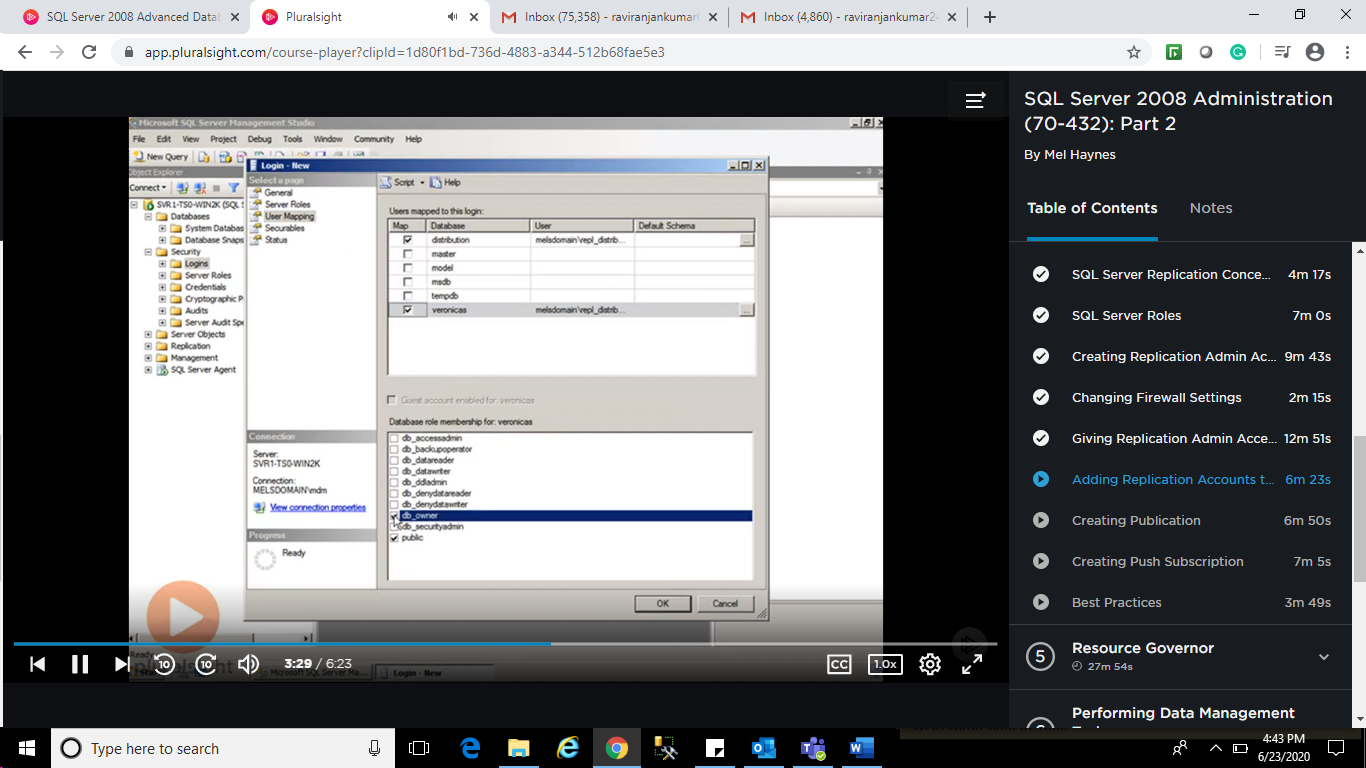 SQL Server 2008 Advanced Datab
Pluralsight
Inbox (75,358) - raviranjankumar
Inbox (4,860) - raviranjankumar24
app.pluralsight.com/course-player?clipId=1d80f1bd-736d-4883-a344-512b68fae5e3
Microsoft SQL Server Management Studio
File Edit View Project Debug Tools Window Community Help
New Query
Object Explorer
Connect
SVR1-TS0-WIN2K (SQL S
Databases
System Databas
Database Snaps
Security
Logins
Server Roles
Credentials
Cryptographic P
Audits
Server Audit Spe
Server Objects
Replication
Management
SQL Server Agent
Login - New
Select a page
General
Server Roles
User Mapping
Securables
Status
Connection
Server:
SVR1-TS0-WIN2K
Connection:
MELSDOMAIN\mdm
View connection properties
Progress
Ready
Script Help
Users mapped to this login:
Map Database User Default Schema
distribution melsdomain\repl_distrib... ...
master
model
msdb
tempdb
veronicas melsdomain\repl_distrib... ...
Guest account enabled for: veronicas
Database role membership for: veronicas
db_accessadmin
db_backupoperator
db_datareader
db_datawriter
db_ddladmin
db_denydatareader
db_denydatawriter
db_owner
db_securityadmin
public
OK Cancel
Ready
pluralsight
Microsoft SQL Server Ma...
Login - New
10 10 3:29 / 6:23 CC 1.0x
SQL Server 2008 Administration
(70-432): Part 2
By Mel Haynes
Table of Contents Notes
SQL Server Replication Conce... 4m 17s
SQL Server Roles 7m 0s
Creating Replication Admin Ac... 9m 43s
Changing Firewall Settings 2m 15s
Giving Replication Admin Acce... 12m 51s
Adding Replication Accounts t... 6m 23s
Creating Publication 6m 50s
Creating Push Subscription 7m 5s
Best Practices 3m 49s
5 Resource Governor
27m 54s
Performing Data Management
Type here to search
4:43 PM
6/23/2020